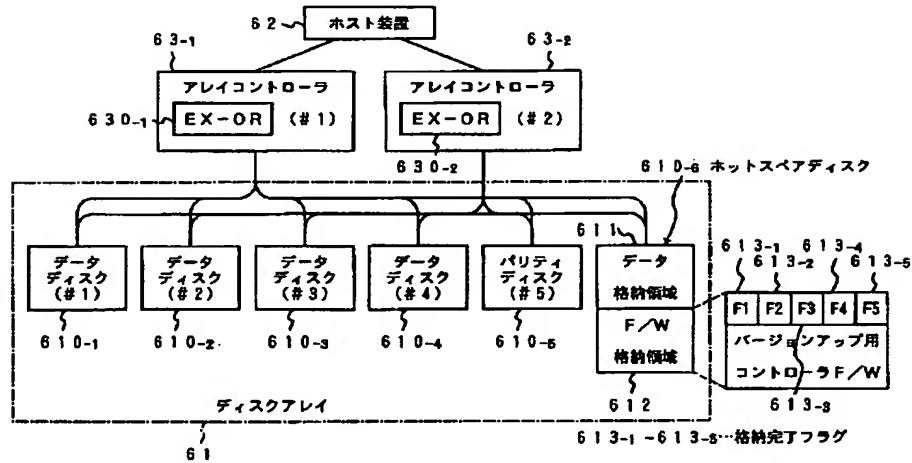 62
ホスト装置
63-1
63-2
アレイコントローラ
アレイコントローラ
630-1
EX-OR
(#1)
EX-OR
(#2)
630-2
610-6 ホットスペアディスク
611
613-1
613-4
613-2
613-5
データ
ディスク
(#1)
データ
ディスク
(#2)
データ
ディスク
(#3)
データ
ディスク
(#4)
パリティ
ディスク
(#5)
データ
格納領域
F/W
格納領域
F1 F2 F3 F4 F5
バージョンアップ用
コントローラF/W
610-1
610-2
610-3
610-4
610-5
612
613-3
ディスクアレイ
613-1 ~613-5…格納完了フラグ
61